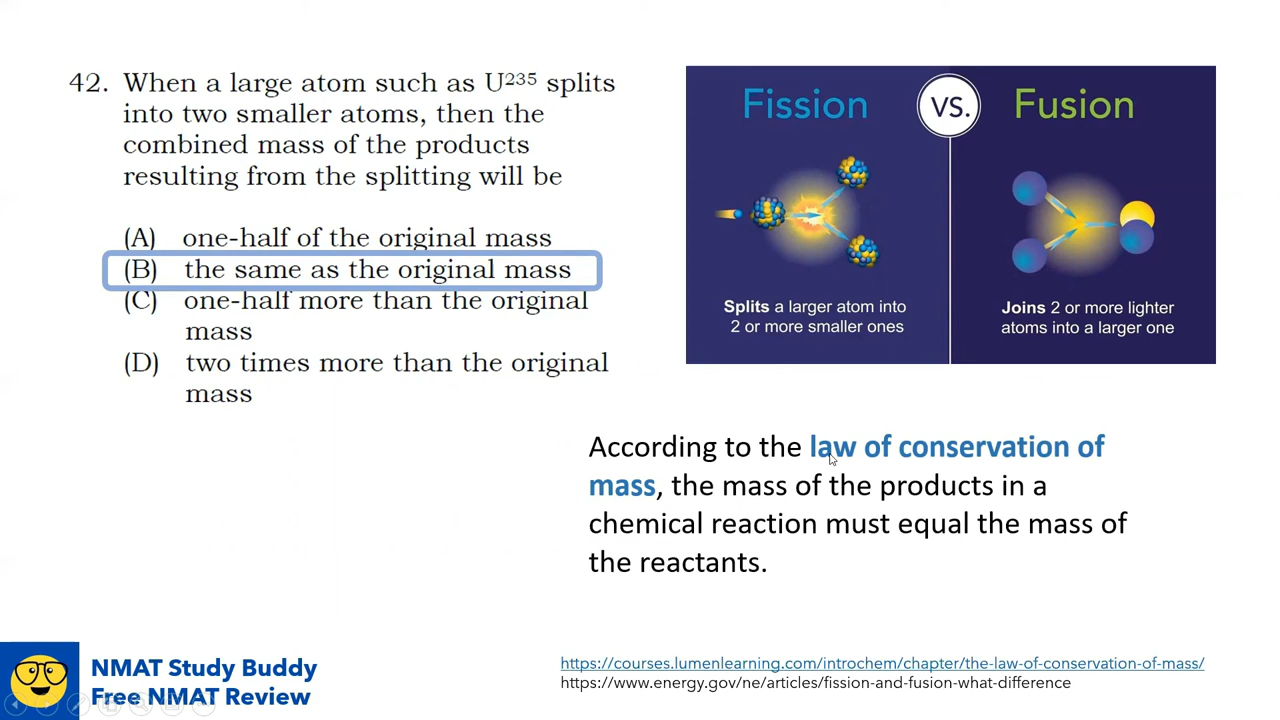 42. When a large atom such as U²³⁵ splits
into two smaller atoms, then the
combined mass of the products
resulting from the splitting will be
(A) one-half of the original mass
(B) the same as the original mass
(C) one-half more than the original
mass
(D) two times more than the original
mass
Fission VS. Fusion
Splits a larger atom into
2 or more smaller ones
Joins 2 or more lighter
atoms into a larger one
According to the law of conservation of
mass, the mass of the products in a
chemical reaction must equal the mass of
the reactants.
NMAT Study Buddy
Free NMAT Review
https://courses.lumenlearning.com/introchem/chapter/the-law-of-conservation-of-mass/
https://www.energy.gov/ne/articles/fission-and-fusion-what-difference